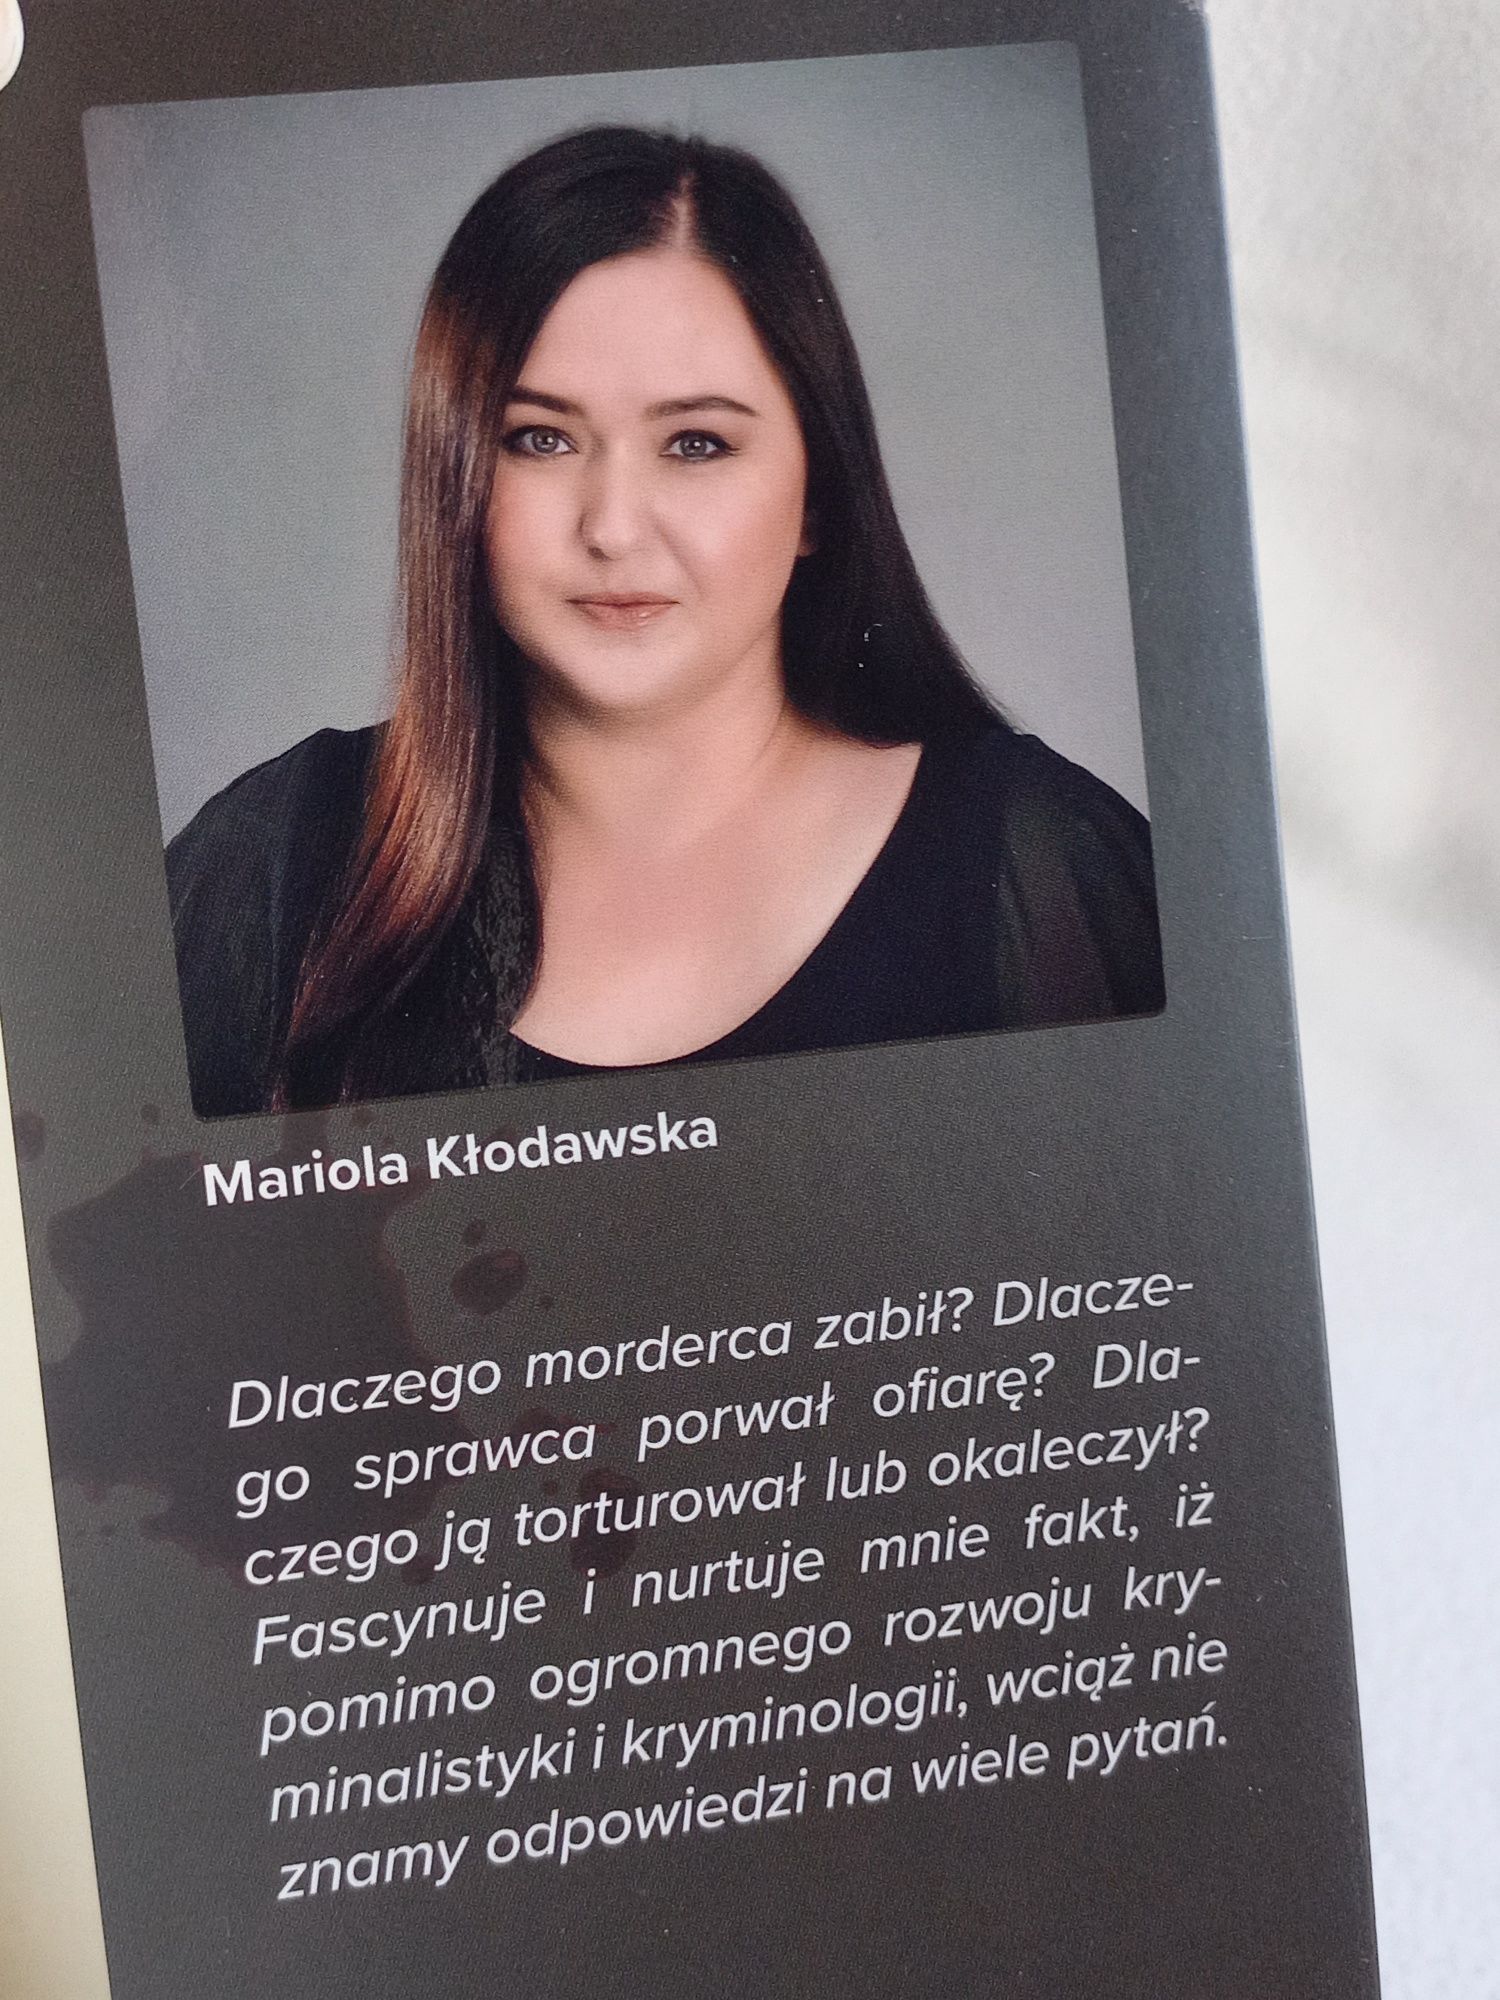 Mariola Kłodawska
Dlaczego morderca zabił? Dlacze-
go sprawca porwał ofiarę? Dla-
czego ją torturował lub okaleczył?
Fascynuje i nurtuje mnie fakt, iż
pomimo ogromnego rozwoju kry-
minalistyki i kryminologii, wciąż nie
znamy odpowiedzi na wiele pytań.